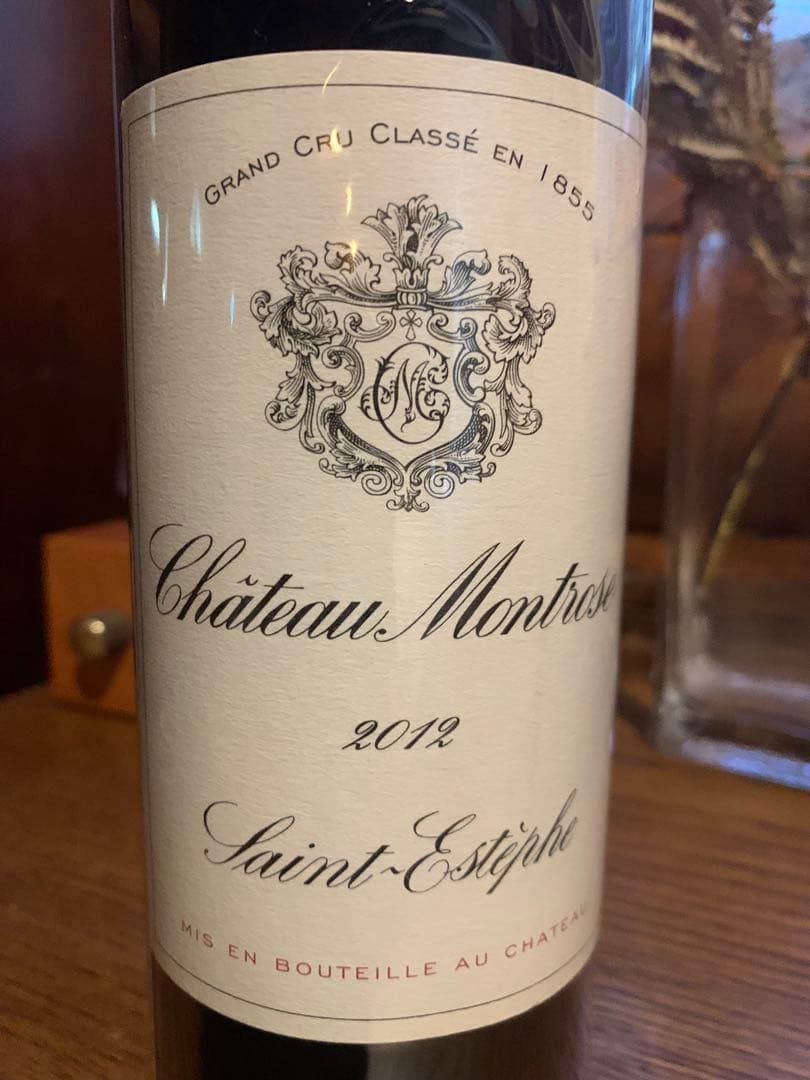 GRAND CRU CLASSÉ EN 1855
Château Montrose
2012
Saint-Estèphe
MIS EN BOUTEILLE AU CHATEAU